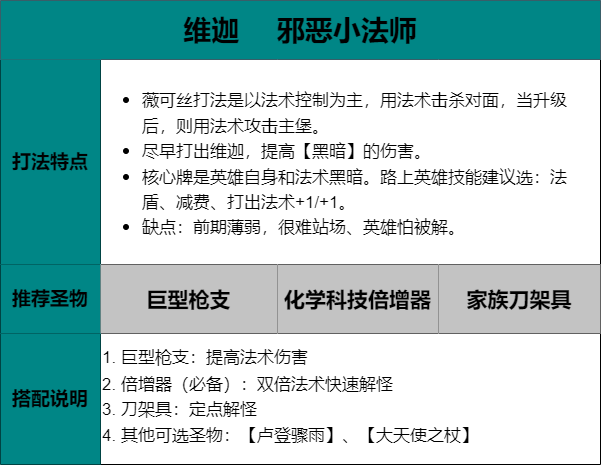 维迦 邪恶小法师
打法特点
• 薇可丝打法是以法术控制为主，用法术击杀对面，当升级
后，则用法术攻击主堡。
• 尽早打出维迦，提高【黑暗】的伤害。
• 核心牌是英雄自身和法术黑暗。路上英雄技能建议选：法
盾、减费、打出法术+1/+1。
• 缺点：前期薄弱，很难站场、英雄怕被解。
推荐圣物 巨型枪支 化学科技倍增器 家族刀架具
搭配说明
1. 巨型枪支：提高法术伤害
2. 倍增器（必备）：双倍法术快速解怪
3. 刀架具：定点解怪
4. 其他可选圣物：【卢登骤雨】、【大天使之杖】